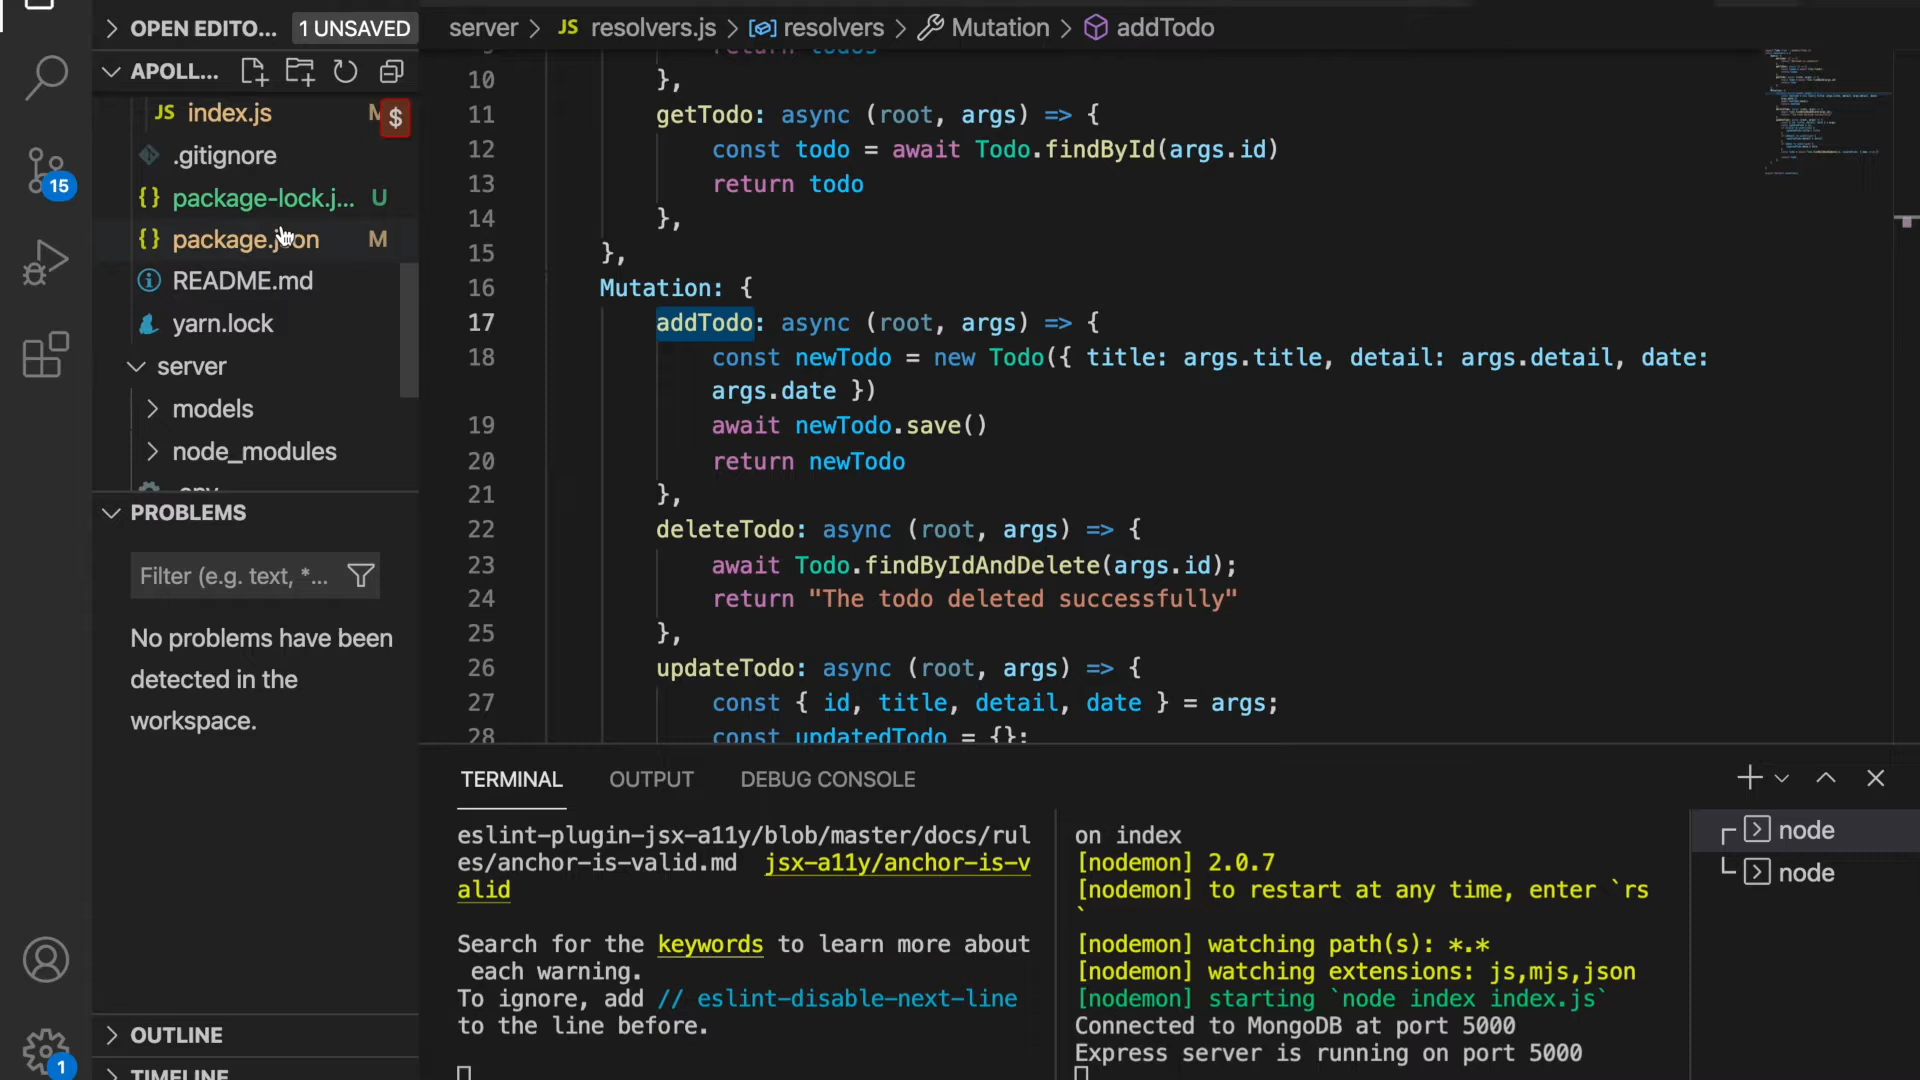 OPEN EDITO... 1 UNSAVED
APOLL...
JS index.js M $
.gitignore
{} package-lock.j... U
{} package.json M
README.md
yarn.lock
server
models
node_modules
.env
15
PROBLEMS
Filter (e.g. text, *...
No problems have been
detected in the
workspace.
OUTLINE
TIMELINE
1
server > JS resolvers.js > resolvers > Mutation > addTodo
9 return todos
10 },
11 getTodo: async (root, args) => {
12 const todo = await Todo.findById(args.id)
13 return todo
14 },
15 },
16 Mutation: {
17 addTodo: async (root, args) => {
18 const newTodo = new Todo({ title: args.title, detail: args.detail, date:
args.date })
19 await newTodo.save()
20 return newTodo
21 },
22 deleteTodo: async (root, args) => {
23 await Todo.findByIdAndDelete(args.id);
24 return "The todo deleted successfully"
25 },
26 updateTodo: async (root, args) => {
27 const { id, title, detail, date } = args;
28 const updatedTodo = {};
TERMINAL OUTPUT DEBUG CONSOLE
eslint-plugin-jsx-a11y/blob/master/docs/rul
es/anchor-is-valid.md jsx-a11y/anchor-is-v
alid
Search for the keywords to learn more about
each warning.
To ignore, add // eslint-disable-next-line
to the line before.
on index
[nodemon] 2.0.7
[nodemon] to restart at any time, enter `rs
`
[nodemon] watching path(s): *.*
[nodemon] watching extensions: js,mjs,json
[nodemon] starting `node index index.js`
Connected to MongoDB at port 5000
Express server is running on port 5000
node
node